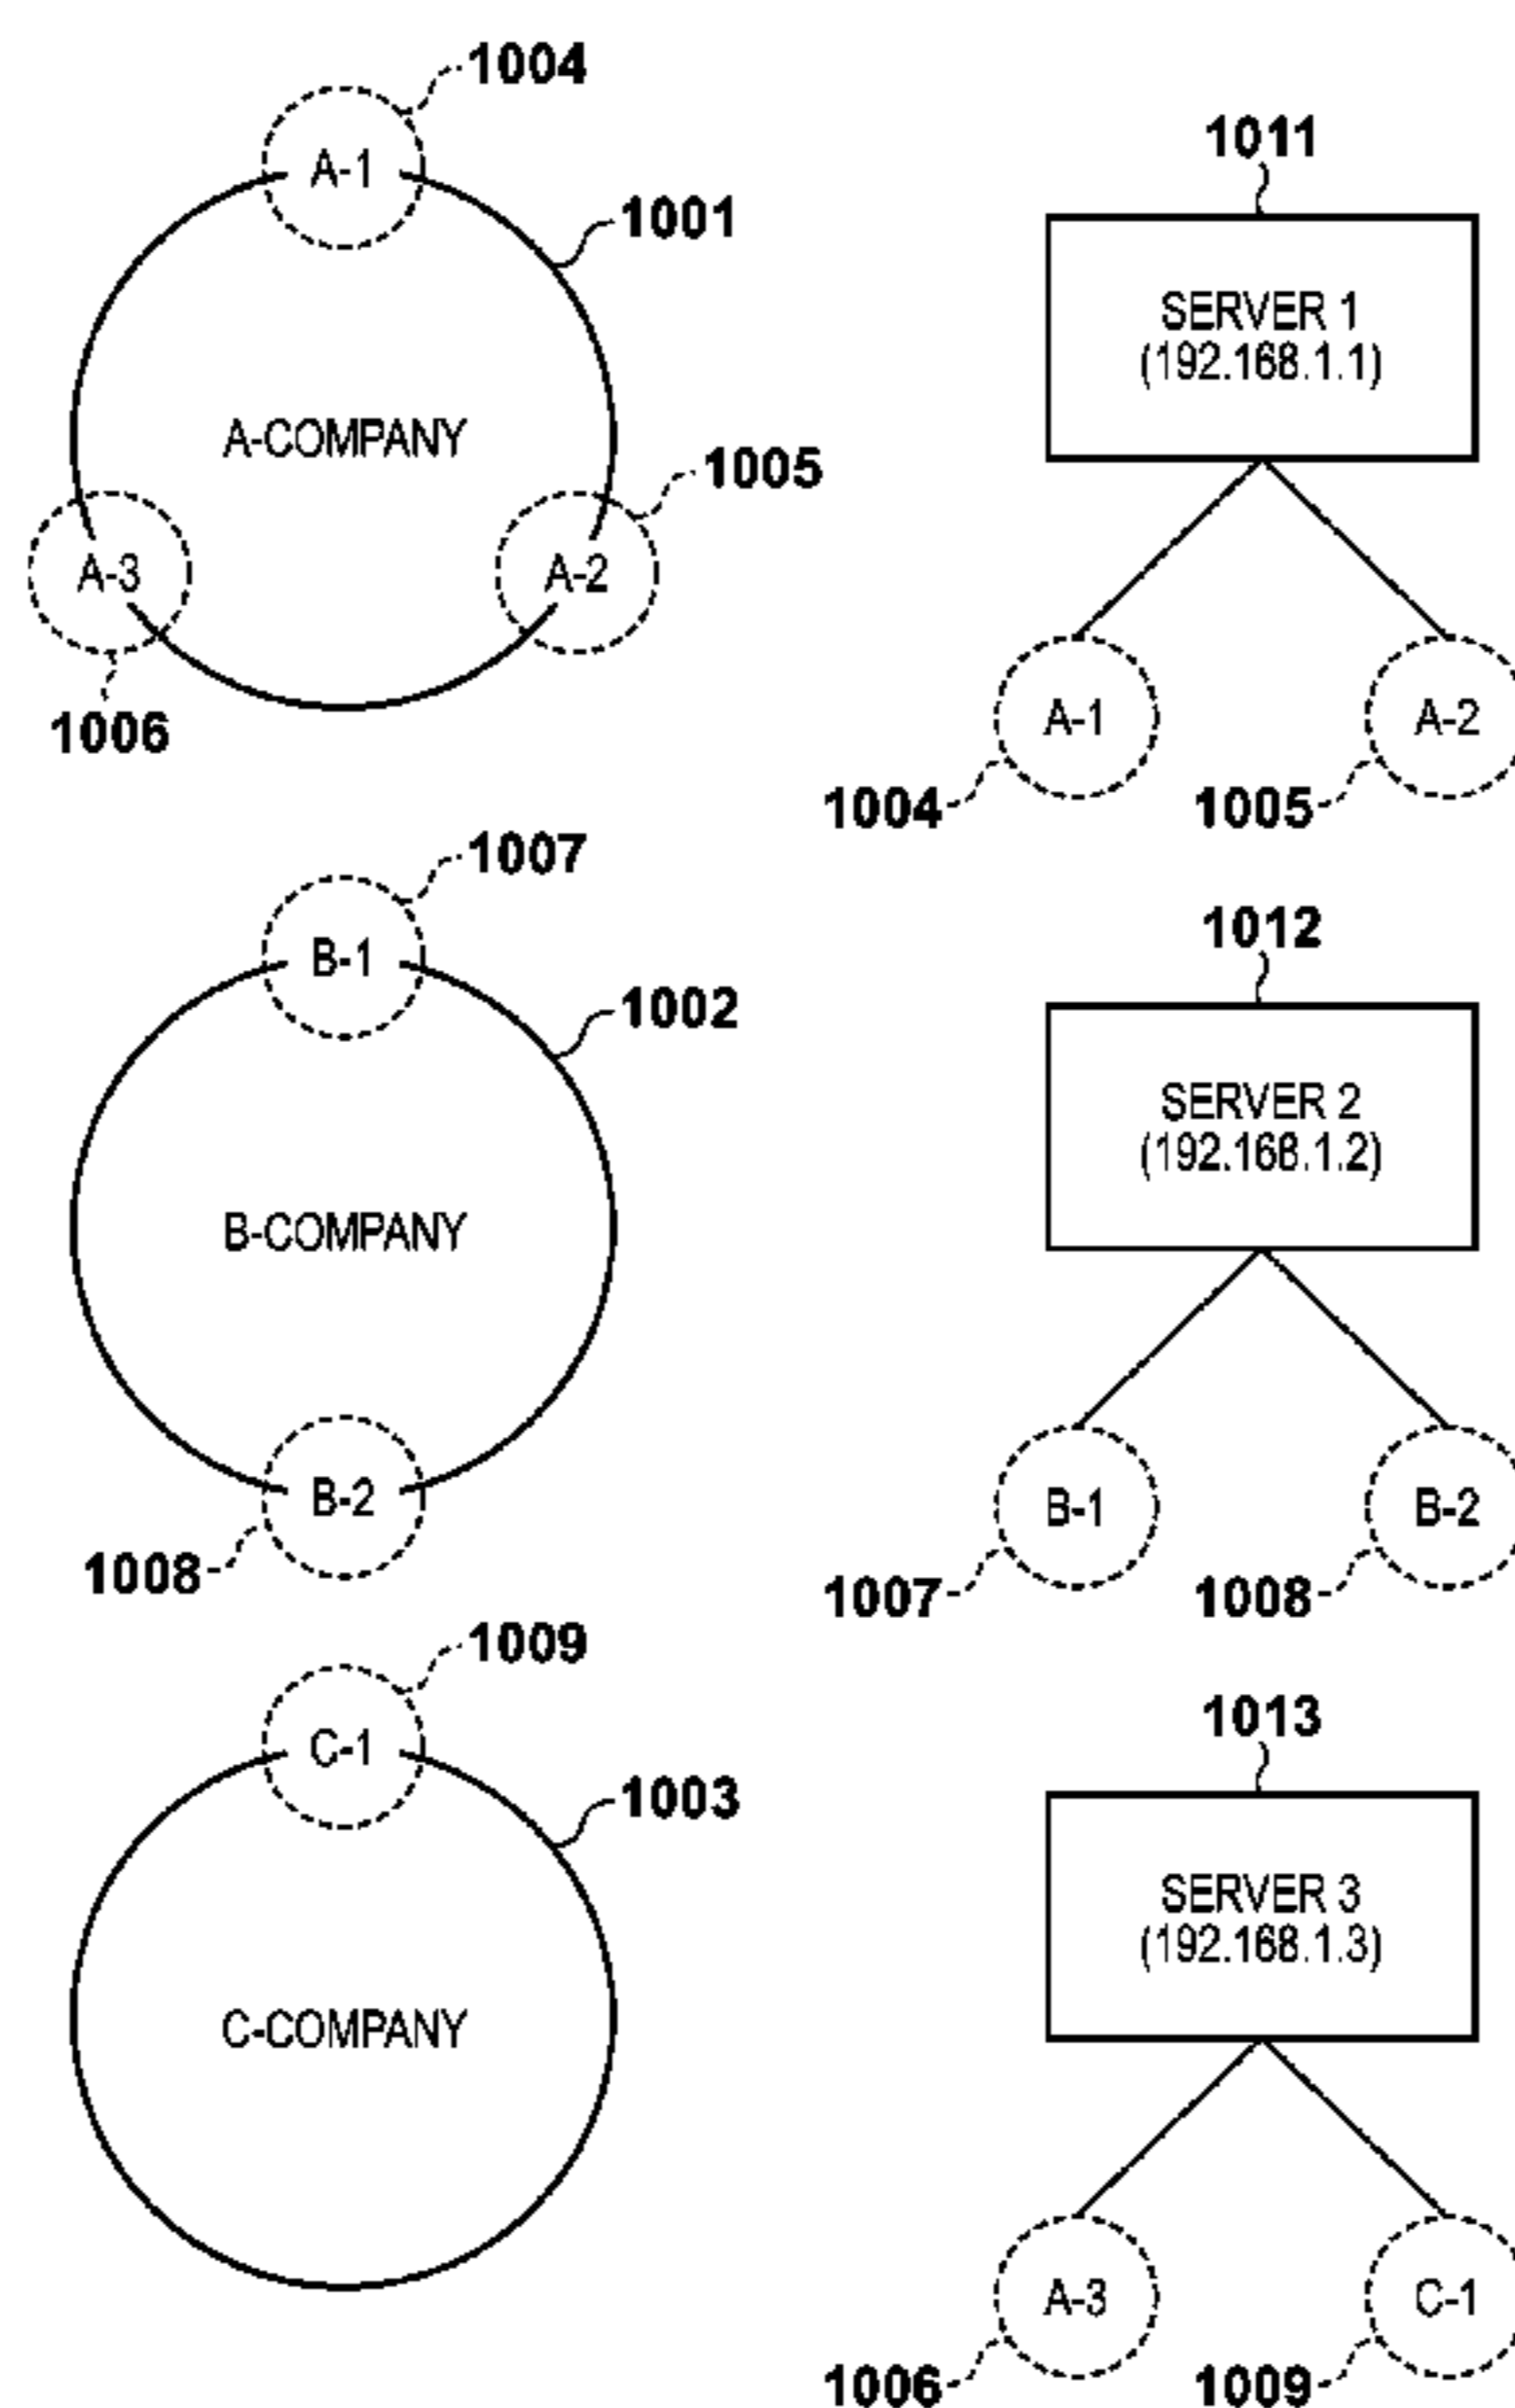 1004
A-1
1001
A-COMPANY
1005
A-3
A-2
1006
1011
SERVER 1
(192.168.1.1)
A-1
A-2
1004
1005
1007
B-1
1002
B-COMPANY
B-2
1008
1012
SERVER 2
(192.168.1.2)
B-1
B-2
1007
1008
1009
C-1
1003
C-COMPANY
1013
SERVER 3
(192.168.1.3)
A-3
C-1
1006
1009